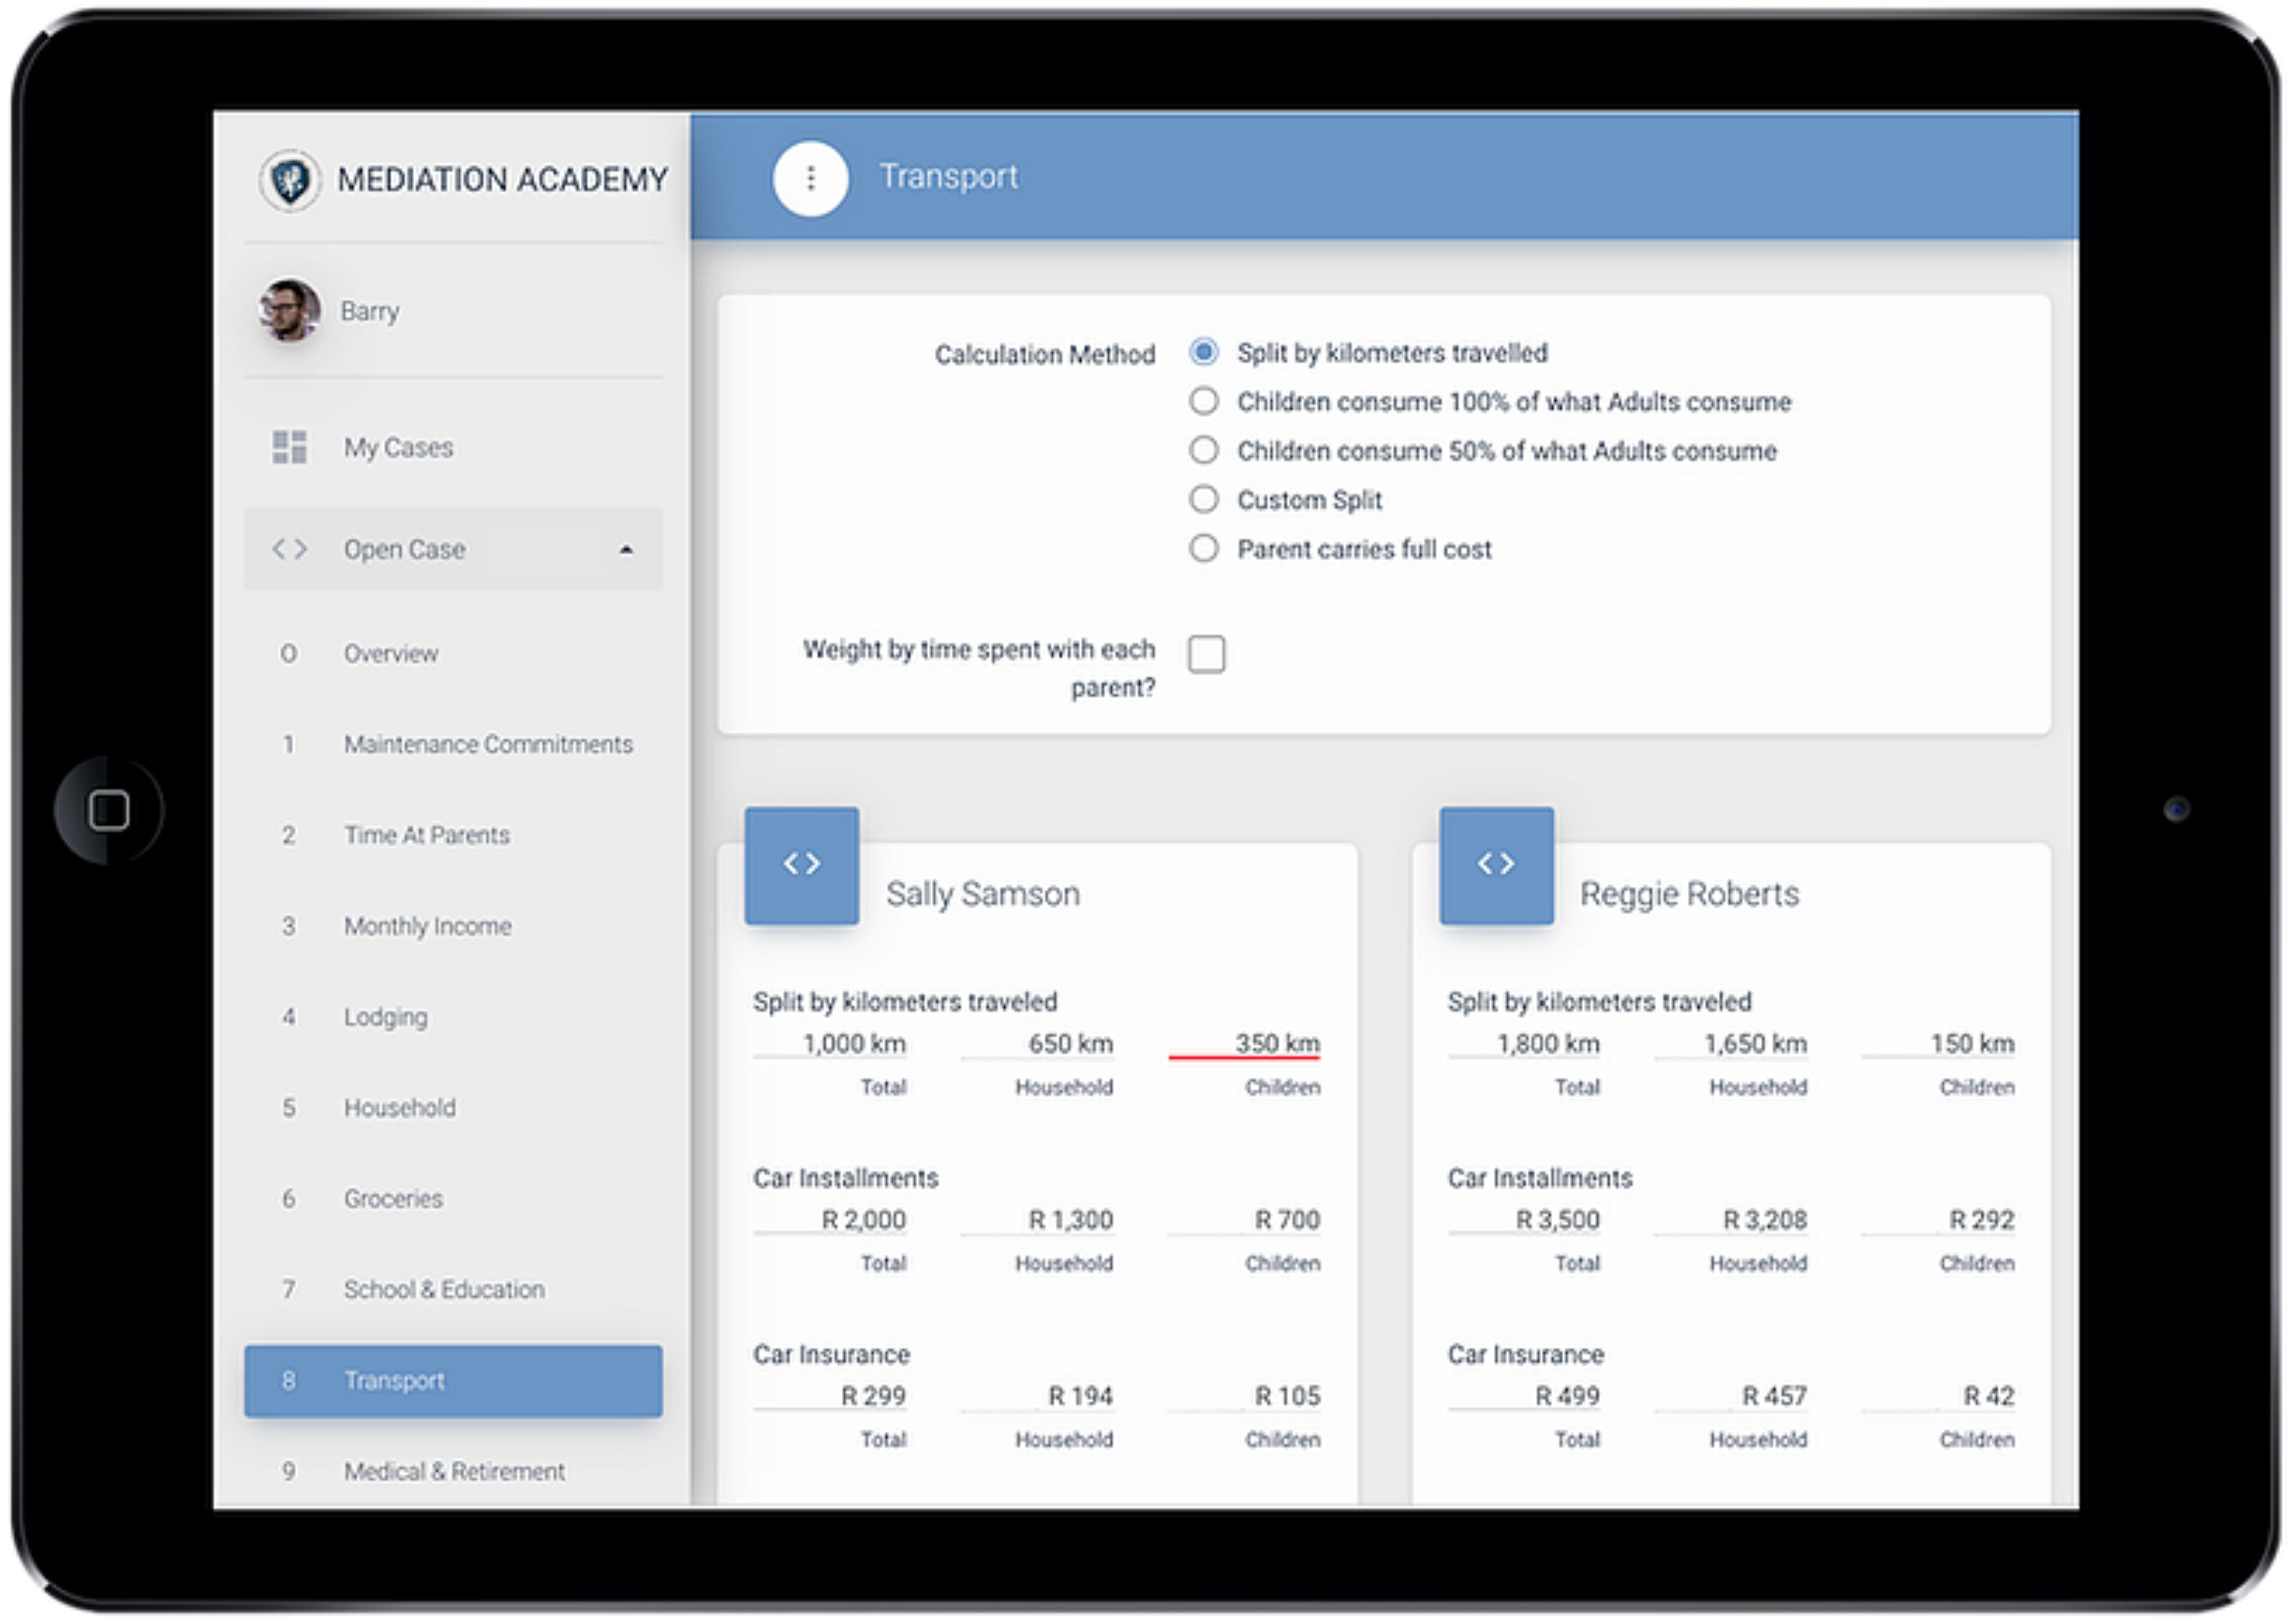 MEDIATION ACADEMY
Barry
My Cases
Open Case
O Overview
1 Maintenance Commitments
2 Time At Parents
3 Monthly Income
4 Lodging
5 Household
6 Groceries
7 School & Education
8 Transport
9 Medical & Retirement
Transport
Calculation Method
Split by kilometers travelled
Children consume 100% of what Adults consume
Children consume 50% of what Adults consume
Custom Split
Parent carries full cost
Weight by time spent with each
parent?
Sally Samson
Split by kilometers traveled
1,000 km 650 km 350 km
Total Household Children
Car Installments
R 2,000 R 1,300 R 700
Total Household Children
Car Insurance
R 299 R 194 R 105
Total Household Children
Reggie Roberts
Split by kilometers traveled
1,800 km 1,650 km 150 km
Total Household Children
Car Installments
R 3,500 R 3,208 R 292
Total Household Children
Car Insurance
R 499 R 457 R 42
Total Household Children